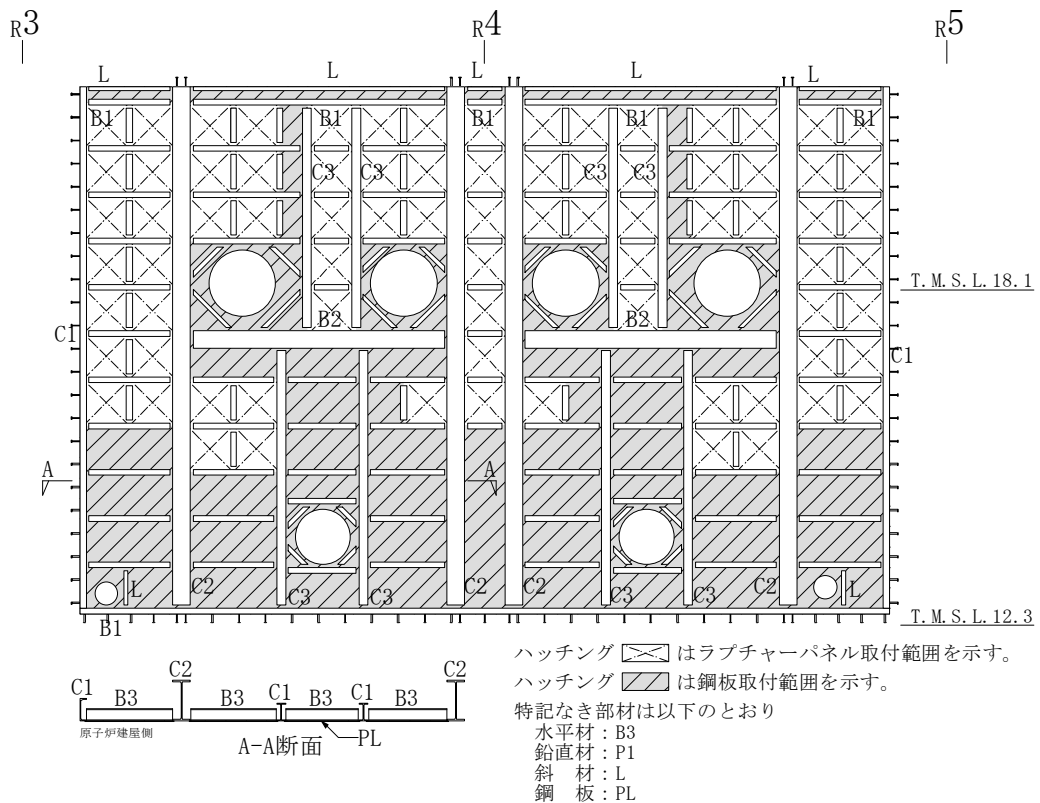 R3 R4 R5
L L L L L
B1 B1 B1 B1 B1
C3 C3 C3 C3
T.M.S.L.18.1
B2 B2
C1 C1
A A
L C2 C3 C3 C2 C2 C3 C3 C2 L
B1
T.M.S.L.12.3
ハッチング はラプチャーパネル取付範囲を示す。
ハッチング は鋼板取付範囲を示す。
特記なき部材は以下のとおり
水平材:B3
鉛直材:P1
斜 材:L
鋼 板:PL
C1 B3 C2 B3 C1 B3 C1 B3 C2
原子炉建屋側
A-A断面
PL